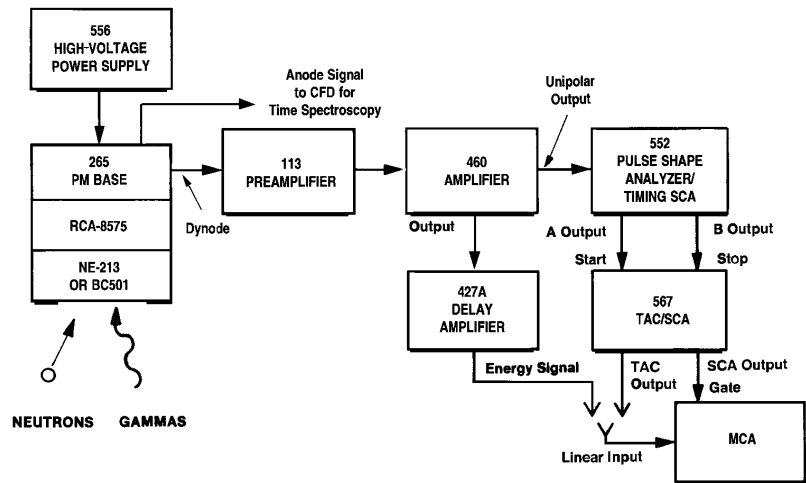 556
HIGH-VOLTAGE
POWER SUPPLY
Anode Signal
to CFD for
Time Spectroscopy
Unipolar
Output
265
PM BASE
113
PREAMPLIFIER
460
AMPLIFIER
552
PULSE SHAPE
ANALYZER/
TIMING SCA
RCA-8575
Dynode
Output
A Output
B Output
Start
Stop
NE-213
OR BC501
427A
DELAY
AMPLIFIER
567
TAC/SCA
Energy Signal
TAC
Output
SCA Output
Gate
NEUTRONS
GAMMAS
Linear Input
MCA